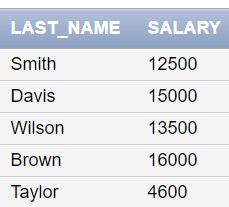 LAST_NAME SALARY
Smith 12500
Davis 15000
Wilson 13500
Brown 16000
Taylor 4600